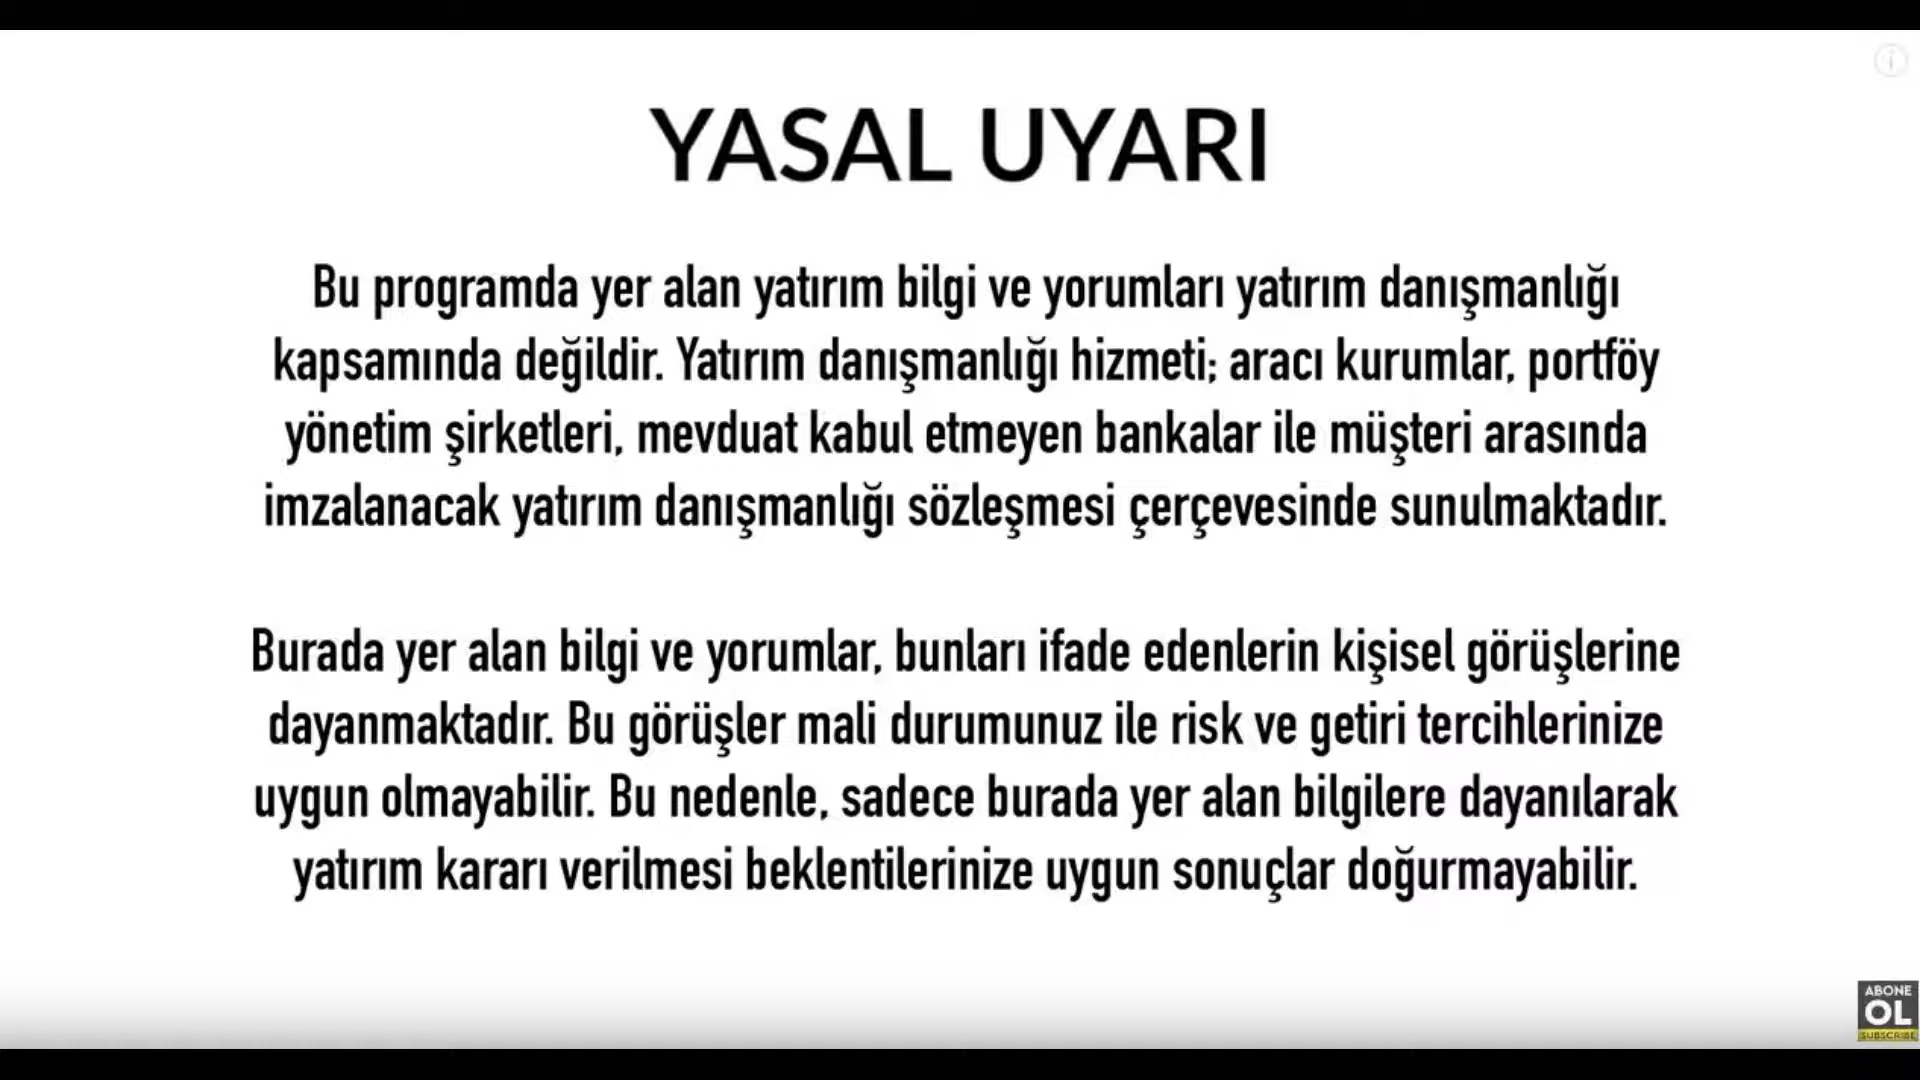 YASAL UYARI
Bu programda yer alan yatırım bilgi ve yorumları yatırım danışmanlığı
kapsamında değildir. Yatırım danışmanlığı hizmeti; aracı kurumlar, portföy
yönetim şirketleri, mevduat kabul etmeyen bankalar ile müşteri arasında
imzalanacak yatırım danışmanlığı sözleşmesi çerçevesinde sunulmaktadır.
Burada yer alan bilgi ve yorumlar, bunları ifade edenlerin kişisel görüşlerine
dayanmaktadır. Bu görüşler mali durumunuz ile risk ve getiri tercihlerinize
uygun olmayabilir. Bu nedenle, sadece burada yer alan bilgilere dayanılarak
yatırım kararı verilmesi beklentilerinize uygun sonuçlar doğurmayabilir.
ABONE
OL
SUBSCRIBE